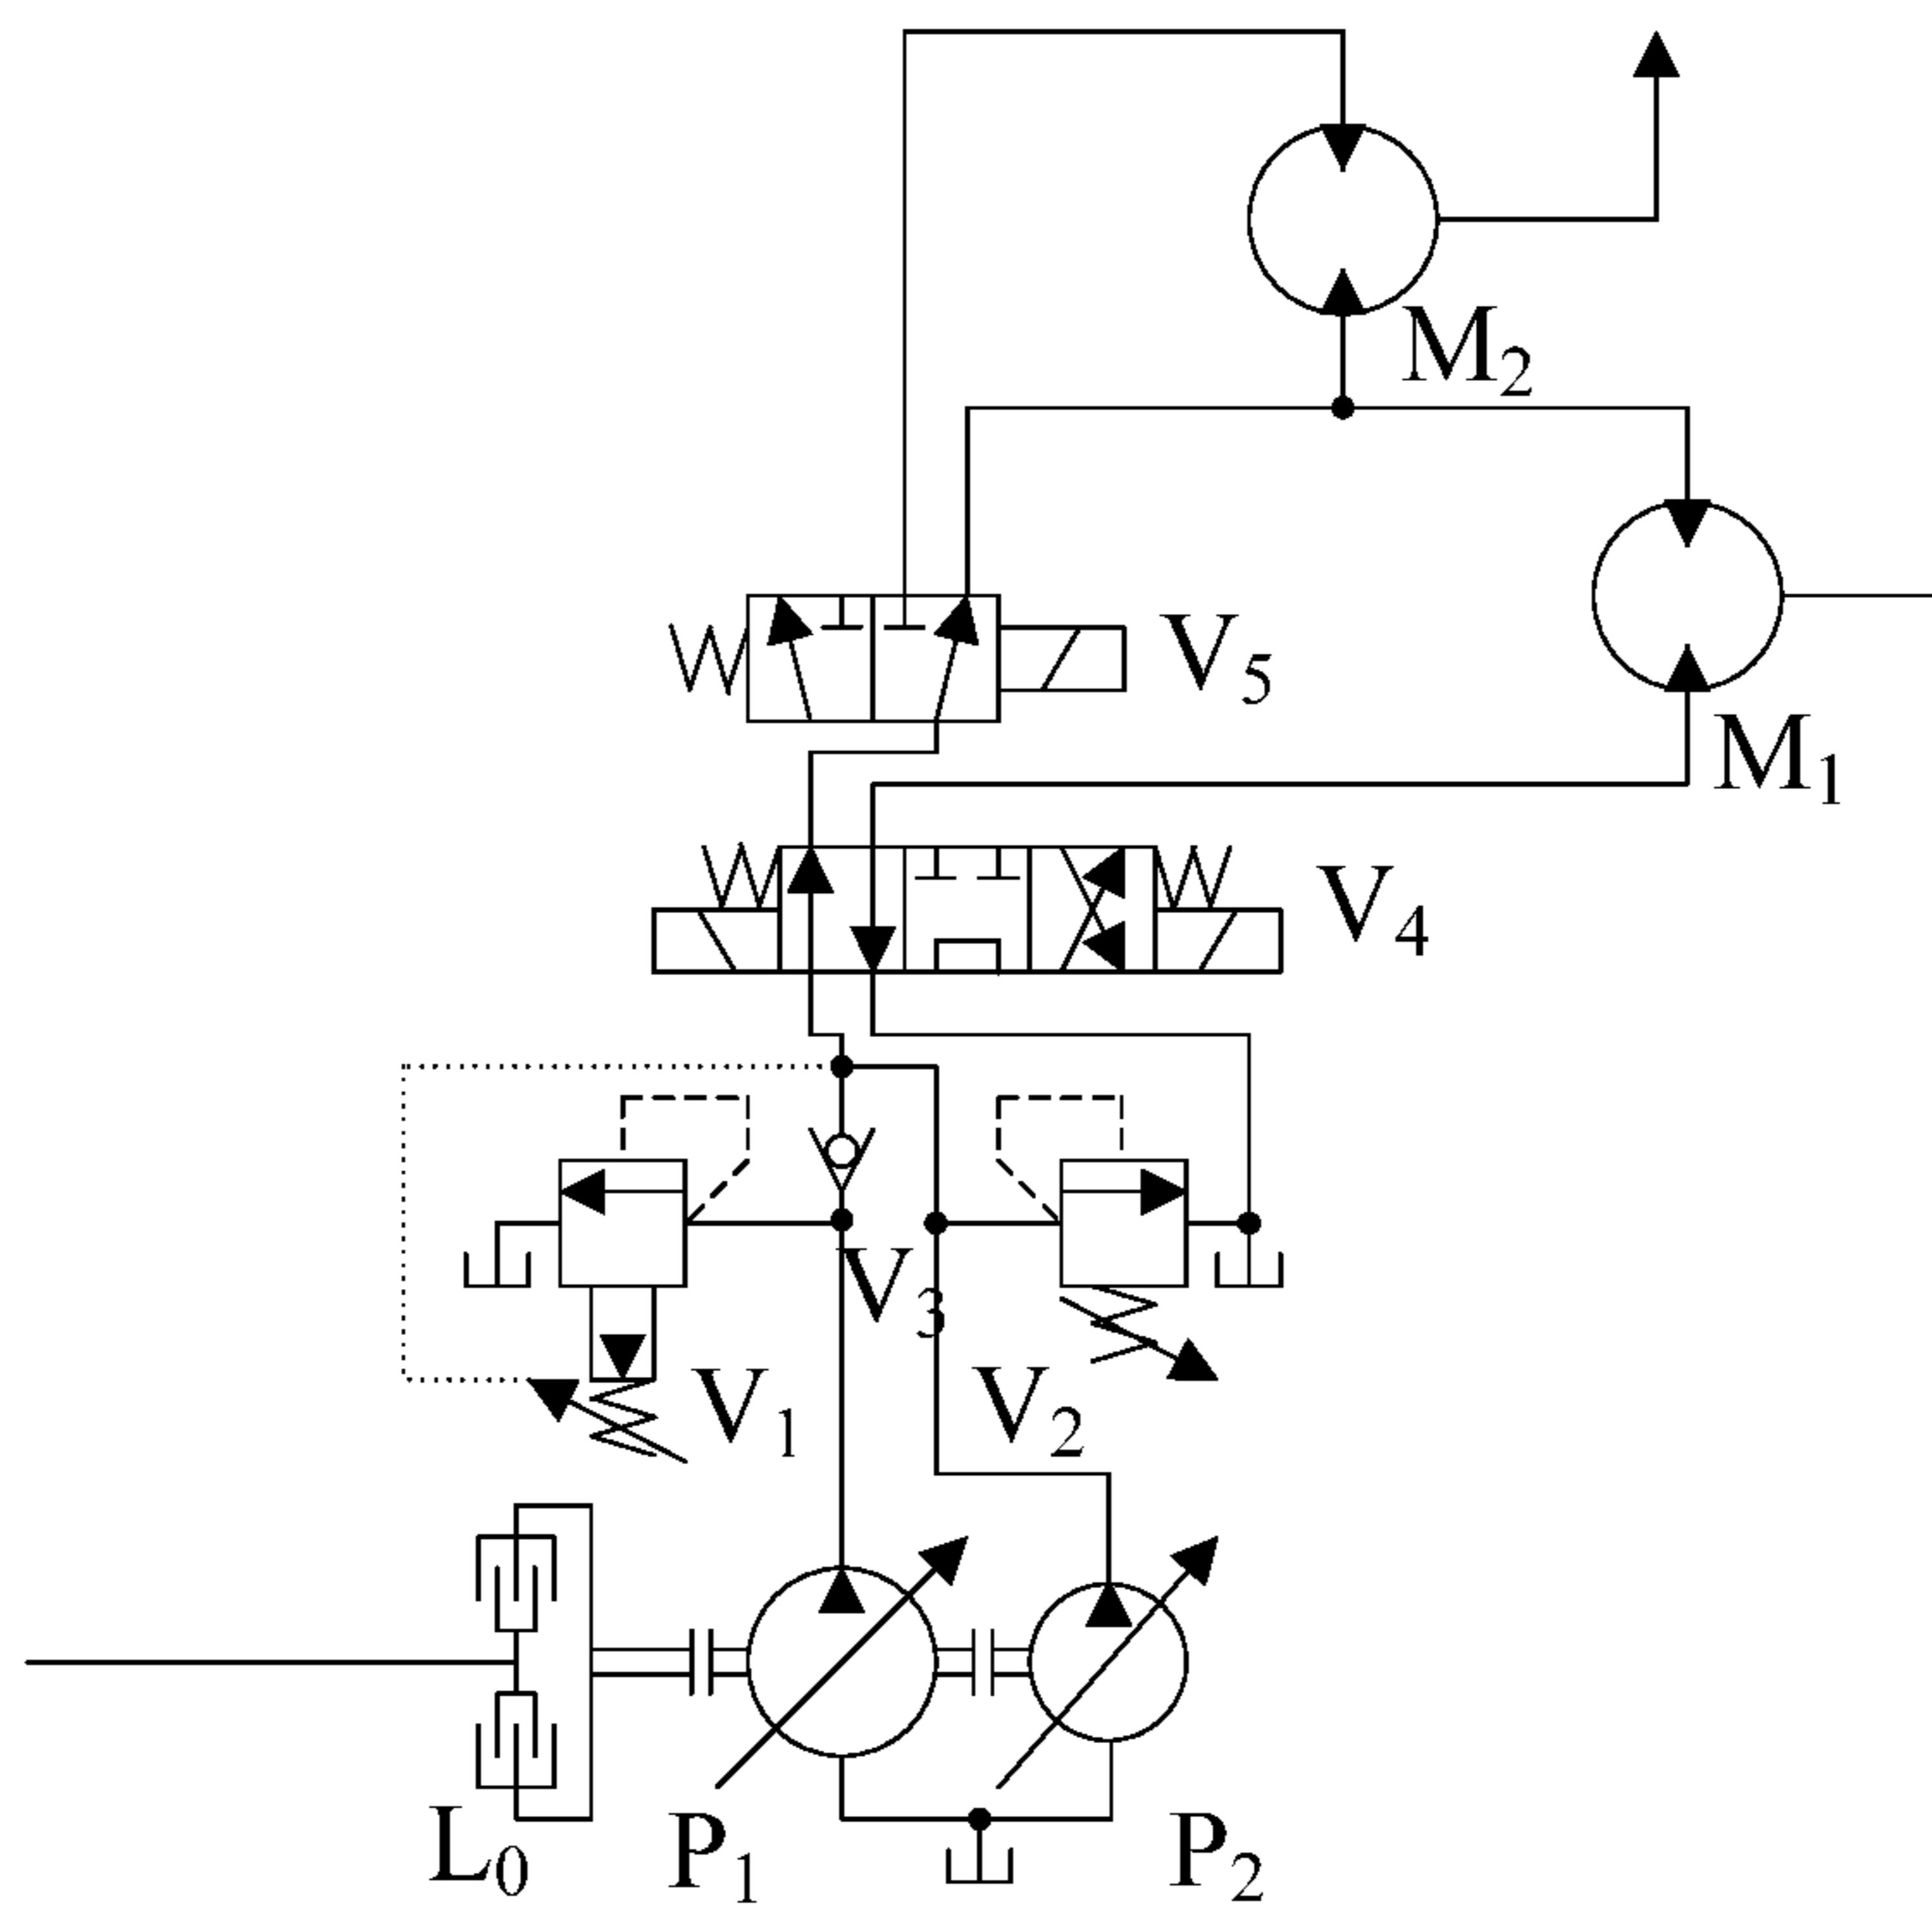 M₂
V₅
M₁
V₄
V₃
V₁
V₂
L₀
P₁
P₂